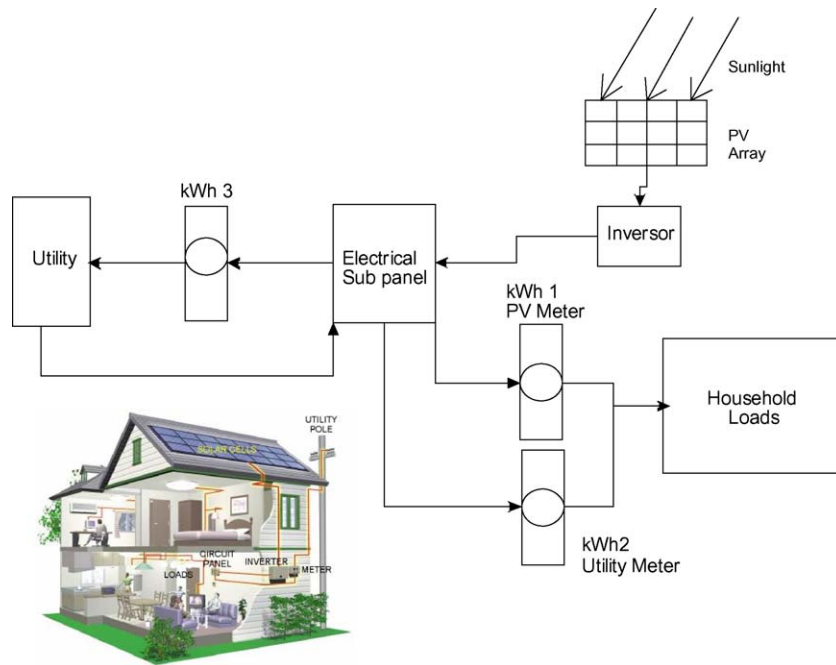 Sunlight
PV
Array
kWh 3
Utility
Electrical
Sub panel
Inversor
kWh 1
PV Meter
Household
Loads
kWh2
Utility Meter
UTILITY
POLE
SOLAR CELLS
CIRCUIT
PANEL
INVERTER
METER
LOADS